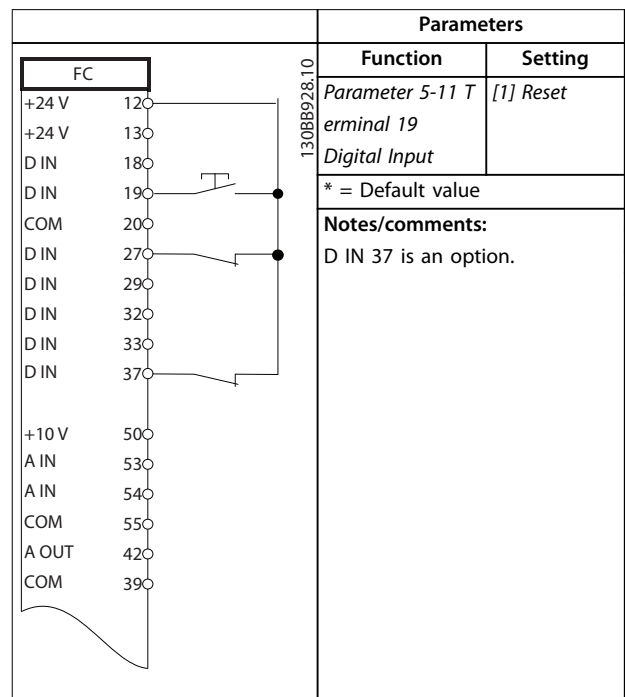 Parameters
Function Setting
Parameter 5-11 T
erminal 19
Digital Input
[1] Reset
* = Default value
Notes/comments:
D IN 37 is an option.
FC
+24 V 12
+24 V 13
D IN 18
D IN 19
COM 20
D IN 27
D IN 29
D IN 32
D IN 33
D IN 37
+10 V 50
A IN 53
A IN 54
COM 55
A OUT 42
COM 39
130BB928.10